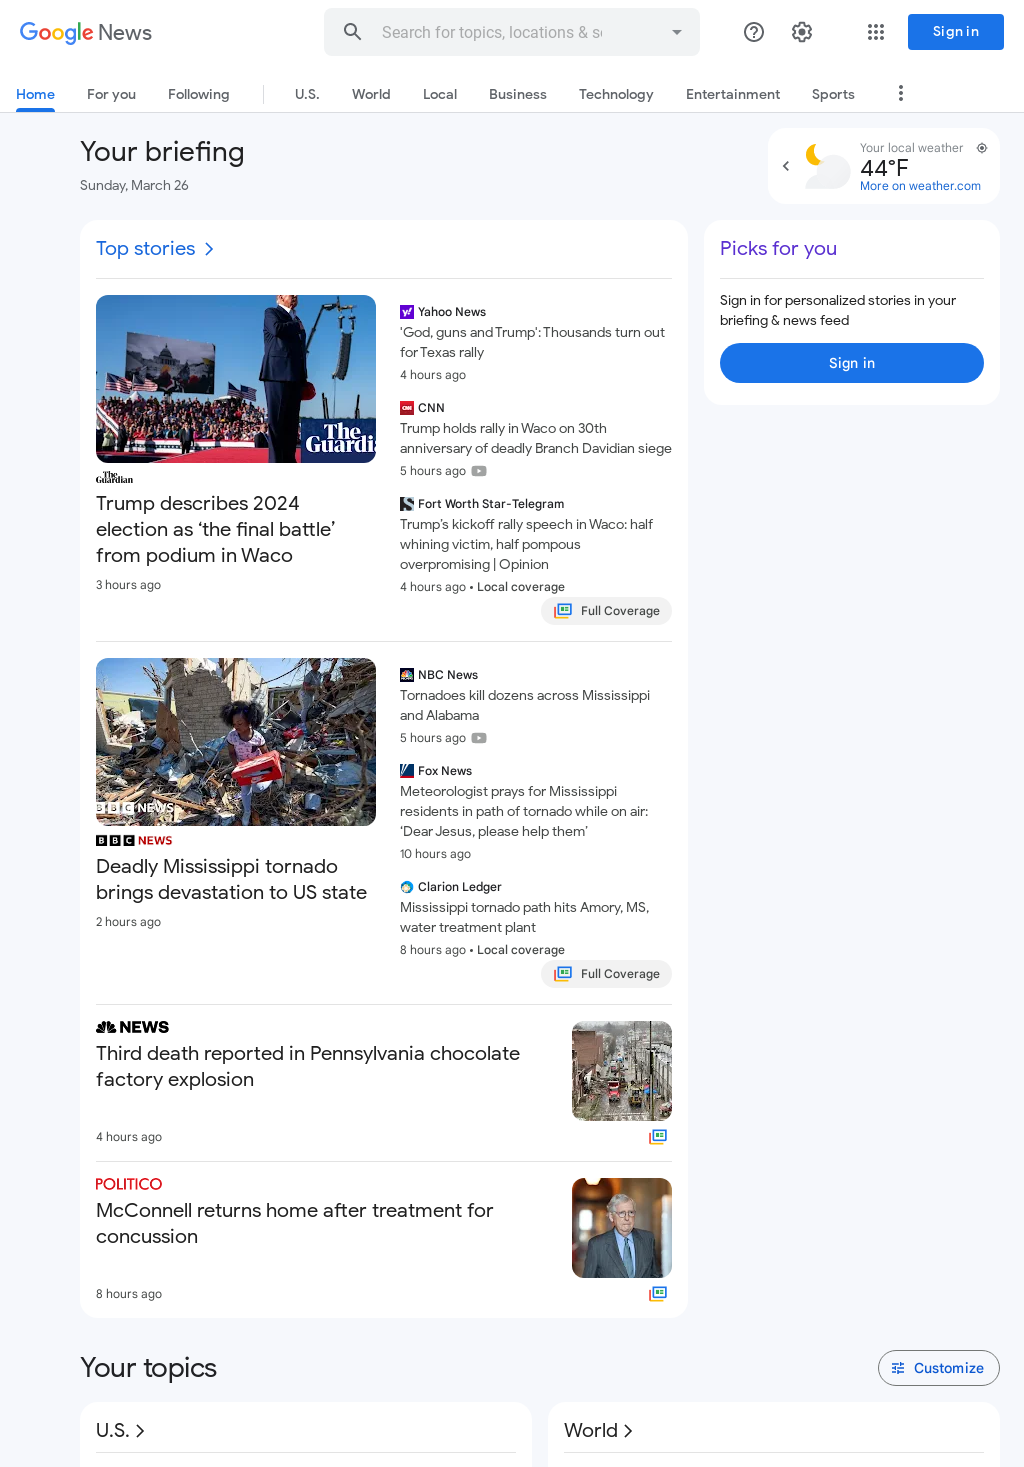 Google News
Search for topics, locations & so
Sign in
Home
For you
Following
U.S.
World
Local
Business
Technology
Entertainment
Sports
Your briefing
Sunday, March 26
Your local weather
44°F
More on weather.com
Top stories
The
Guardian
The
Guardian
Trump describes 2024
election as ‘the final battle’
from podium in Waco
3 hours ago
Yahoo News
'God, guns and Trump': Thousands turn out
for Texas rally
4 hours ago
CNN
Trump holds rally in Waco on 30th
anniversary of deadly Branch Davidian siege
5 hours ago
Fort Worth Star-Telegram
Trump’s kickoff rally speech in Waco: half
whining victim, half pompous
overpromising | Opinion
4 hours ago • Local coverage
Full Coverage
Picks for you
Sign in for personalized stories in your
briefing & news feed
Sign in
BBC NEWS
BBC NEWS
Deadly Mississippi tornado
brings devastation to US state
2 hours ago
NBC News
Tornadoes kill dozens across Mississippi
and Alabama
5 hours ago
Fox News
Meteorologist prays for Mississippi
residents in path of tornado while on air:
‘Dear Jesus, please help them’
10 hours ago
Clarion Ledger
Mississippi tornado path hits Amory, MS,
water treatment plant
8 hours ago • Local coverage
Full Coverage
NEWS
Third death reported in Pennsylvania chocolate
factory explosion
4 hours ago
POLITICO
McConnell returns home after treatment for
concussion
8 hours ago
Your topics
Customize
U.S.
World